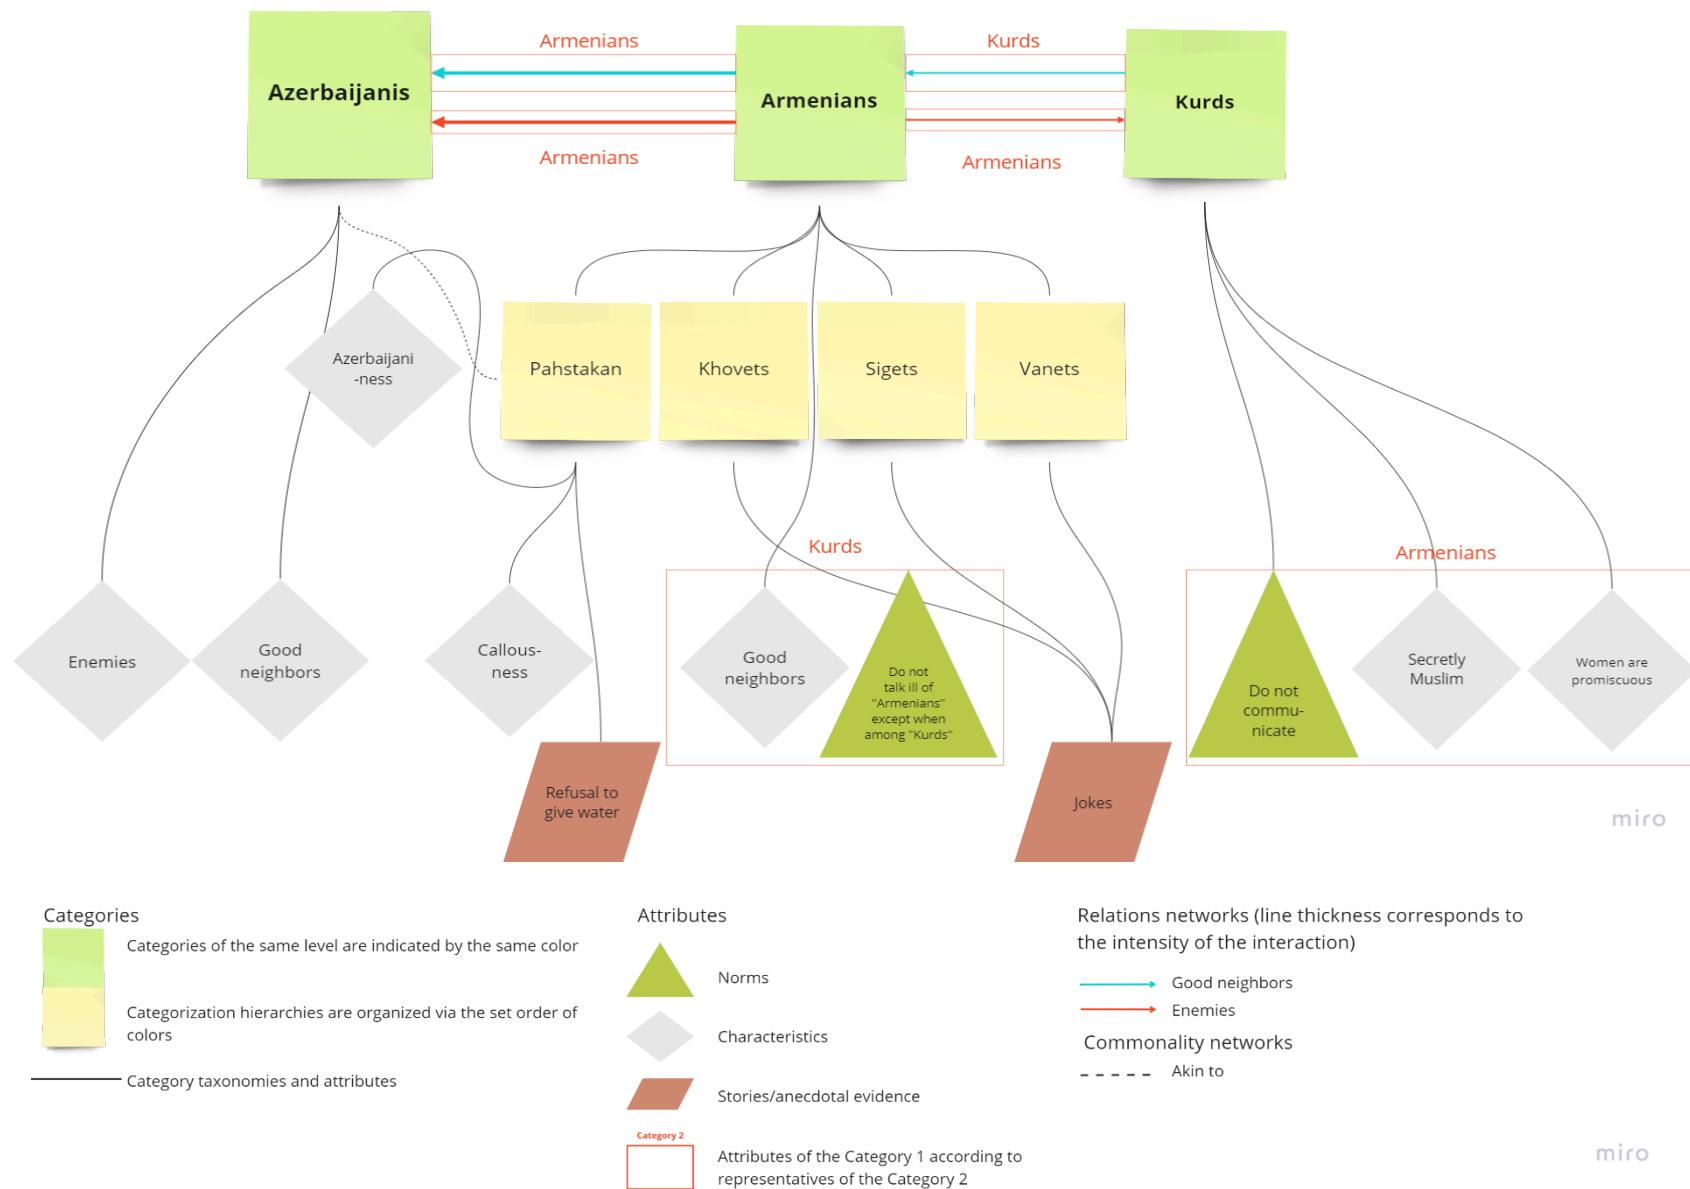 Armenians
Kurds
Azerbaijanis
Armenians
Kurds
Armenians
Armenians
Azerbaijani
-ness
Pahstakan
Khovets
Sigets
Vanets
Kurds
Armenians
Enemies
Good
neighbors
Callous-
ness
Good
neighbors
Do not
talk ill of
"Armenians"
except when
among "Kurds"
Do not
commu-
nicate
Secretly
Muslim
Women are
promiscuous
Refusal to
give water
Jokes
miro
Categories
Categories of the same level are indicated by the same color
Categorization hierarchies are organized via the set order of
colors
Category taxonomies and attributes
Attributes
Norms
Characteristics
Stories/anecdotal evidence
Category 2
Attributes of the Category 1 according to
representatives of the Category 2
Relations networks (line thickness corresponds to
the intensity of the interaction)
Good neighbors
Enemies
Commonality networks
Akin to
miro